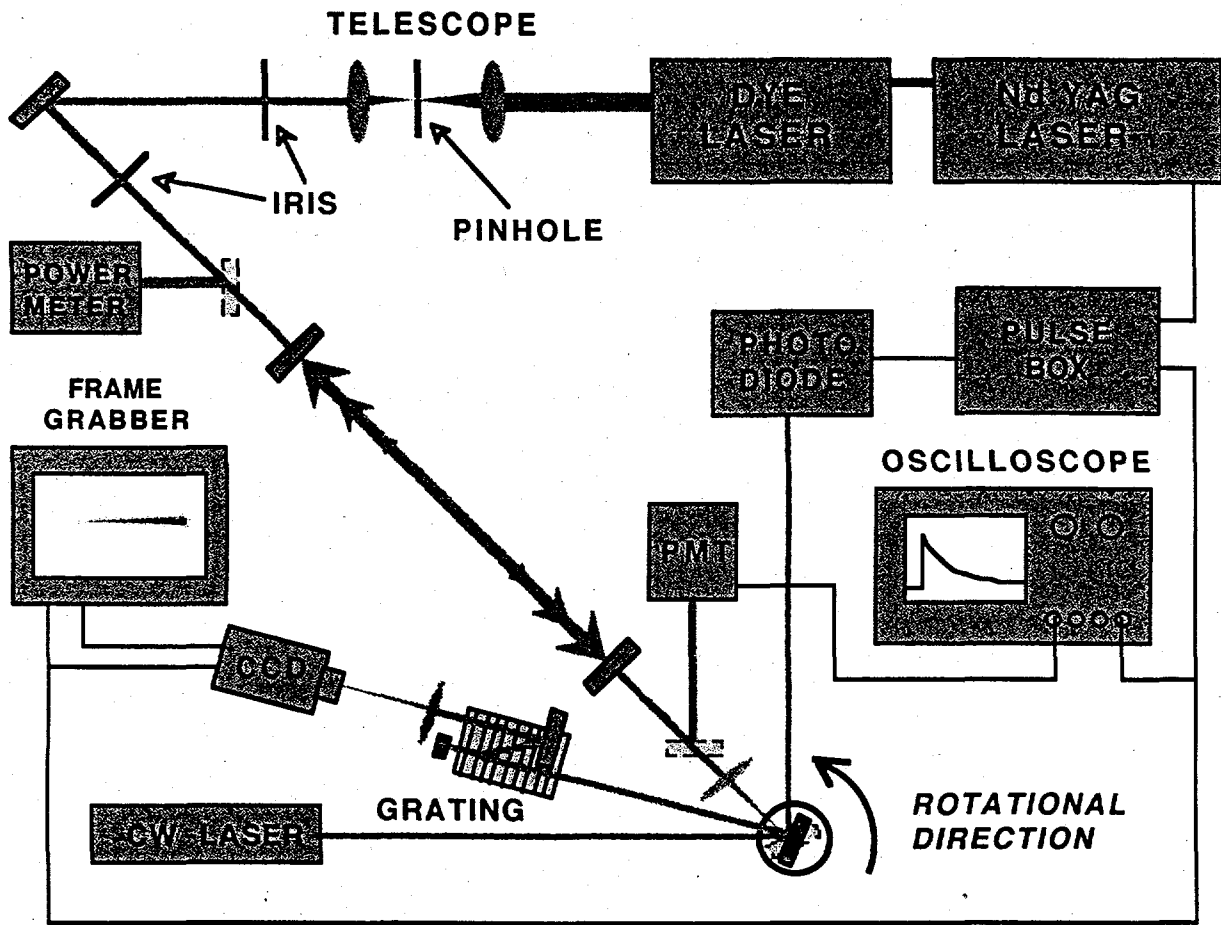 TELESCOPE
DYE
LASER
Nd YAG
LASER
IRIS
PINHOLE
POWER
METER
PHOTO
DIODE
PULSE
BOX
FRAME
GRABBER
OSCILLOSCOPE
PMT
CCD
GRATING
CW LASER
ROTATIONAL
DIRECTION